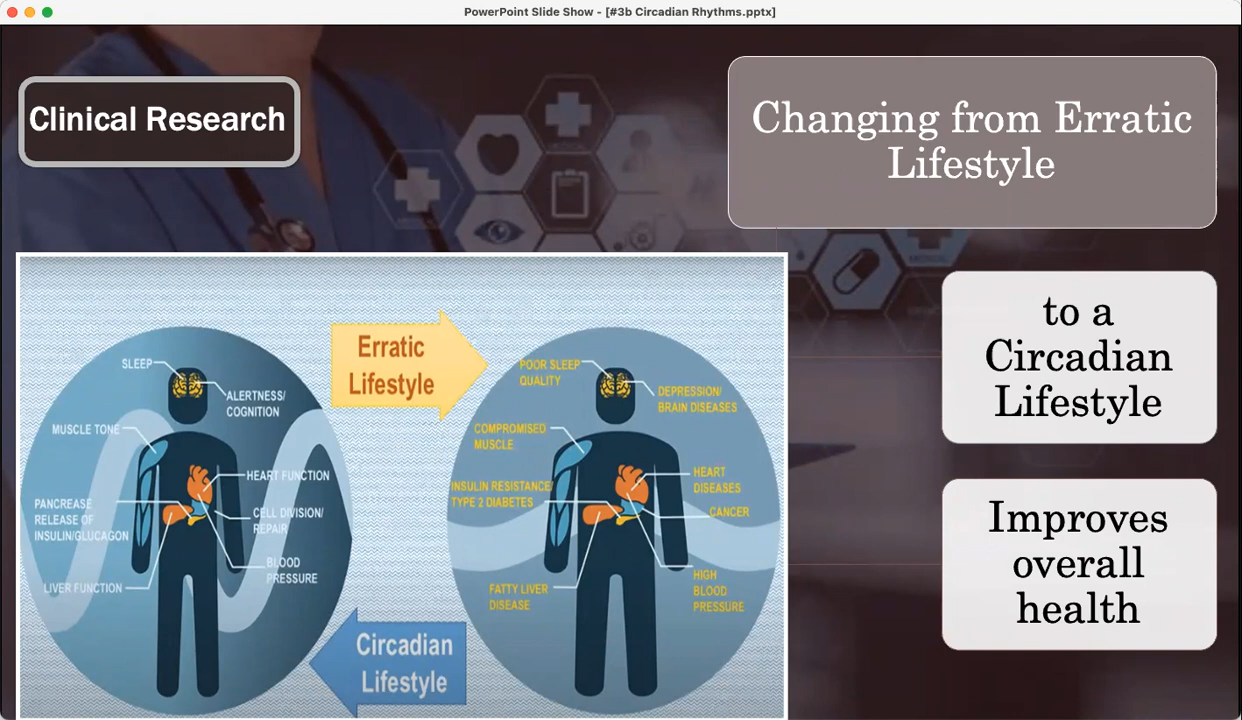 PowerPoint Slide Show - [#3b Circadian Rhythms.pptx]
Clinical Research
Changing from Erratic
Lifestyle
to a
Circadian
Lifestyle
Improves
overall
health
Erratic
Lifestyle
SLEEP
ALERTNESS/
COGNITION
MUSCLE TONE
HEART FUNCTION
PANCREASE
RELEASE OF
INSULIN/GLUCAGON
CELL DIVISION/
REPAIR
BLOOD
PRESSURE
LIVER FUNCTION
POOR SLEEP
QUALITY
DEPRESSION/
BRAIN DISEASES
COMPROMISED
MUSCLE
HEART
DISEASES
INSULIN RESISTANCE/
TYPE 2 DIABETES
CANCER
FATTY LIVER
DISEASE
HIGH
BLOOD
PRESSURE
Circadian
Lifestyle